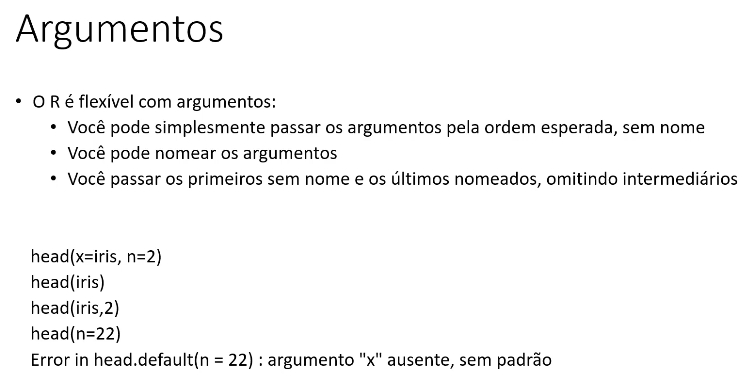 Argumentos
• O R é flexível com argumentos:
• Você pode simplesmente passar os argumentos pela ordem esperada, sem nome
• Você pode nomear os argumentos
• Você passar os primeiros sem nome e os últimos nomeados, omitindo intermediários
head(x=iris, n=2)
head(iris)
head(iris,2)
head(n=22)
Error in head.default(n = 22) : argumento "x" ausente, sem padrão